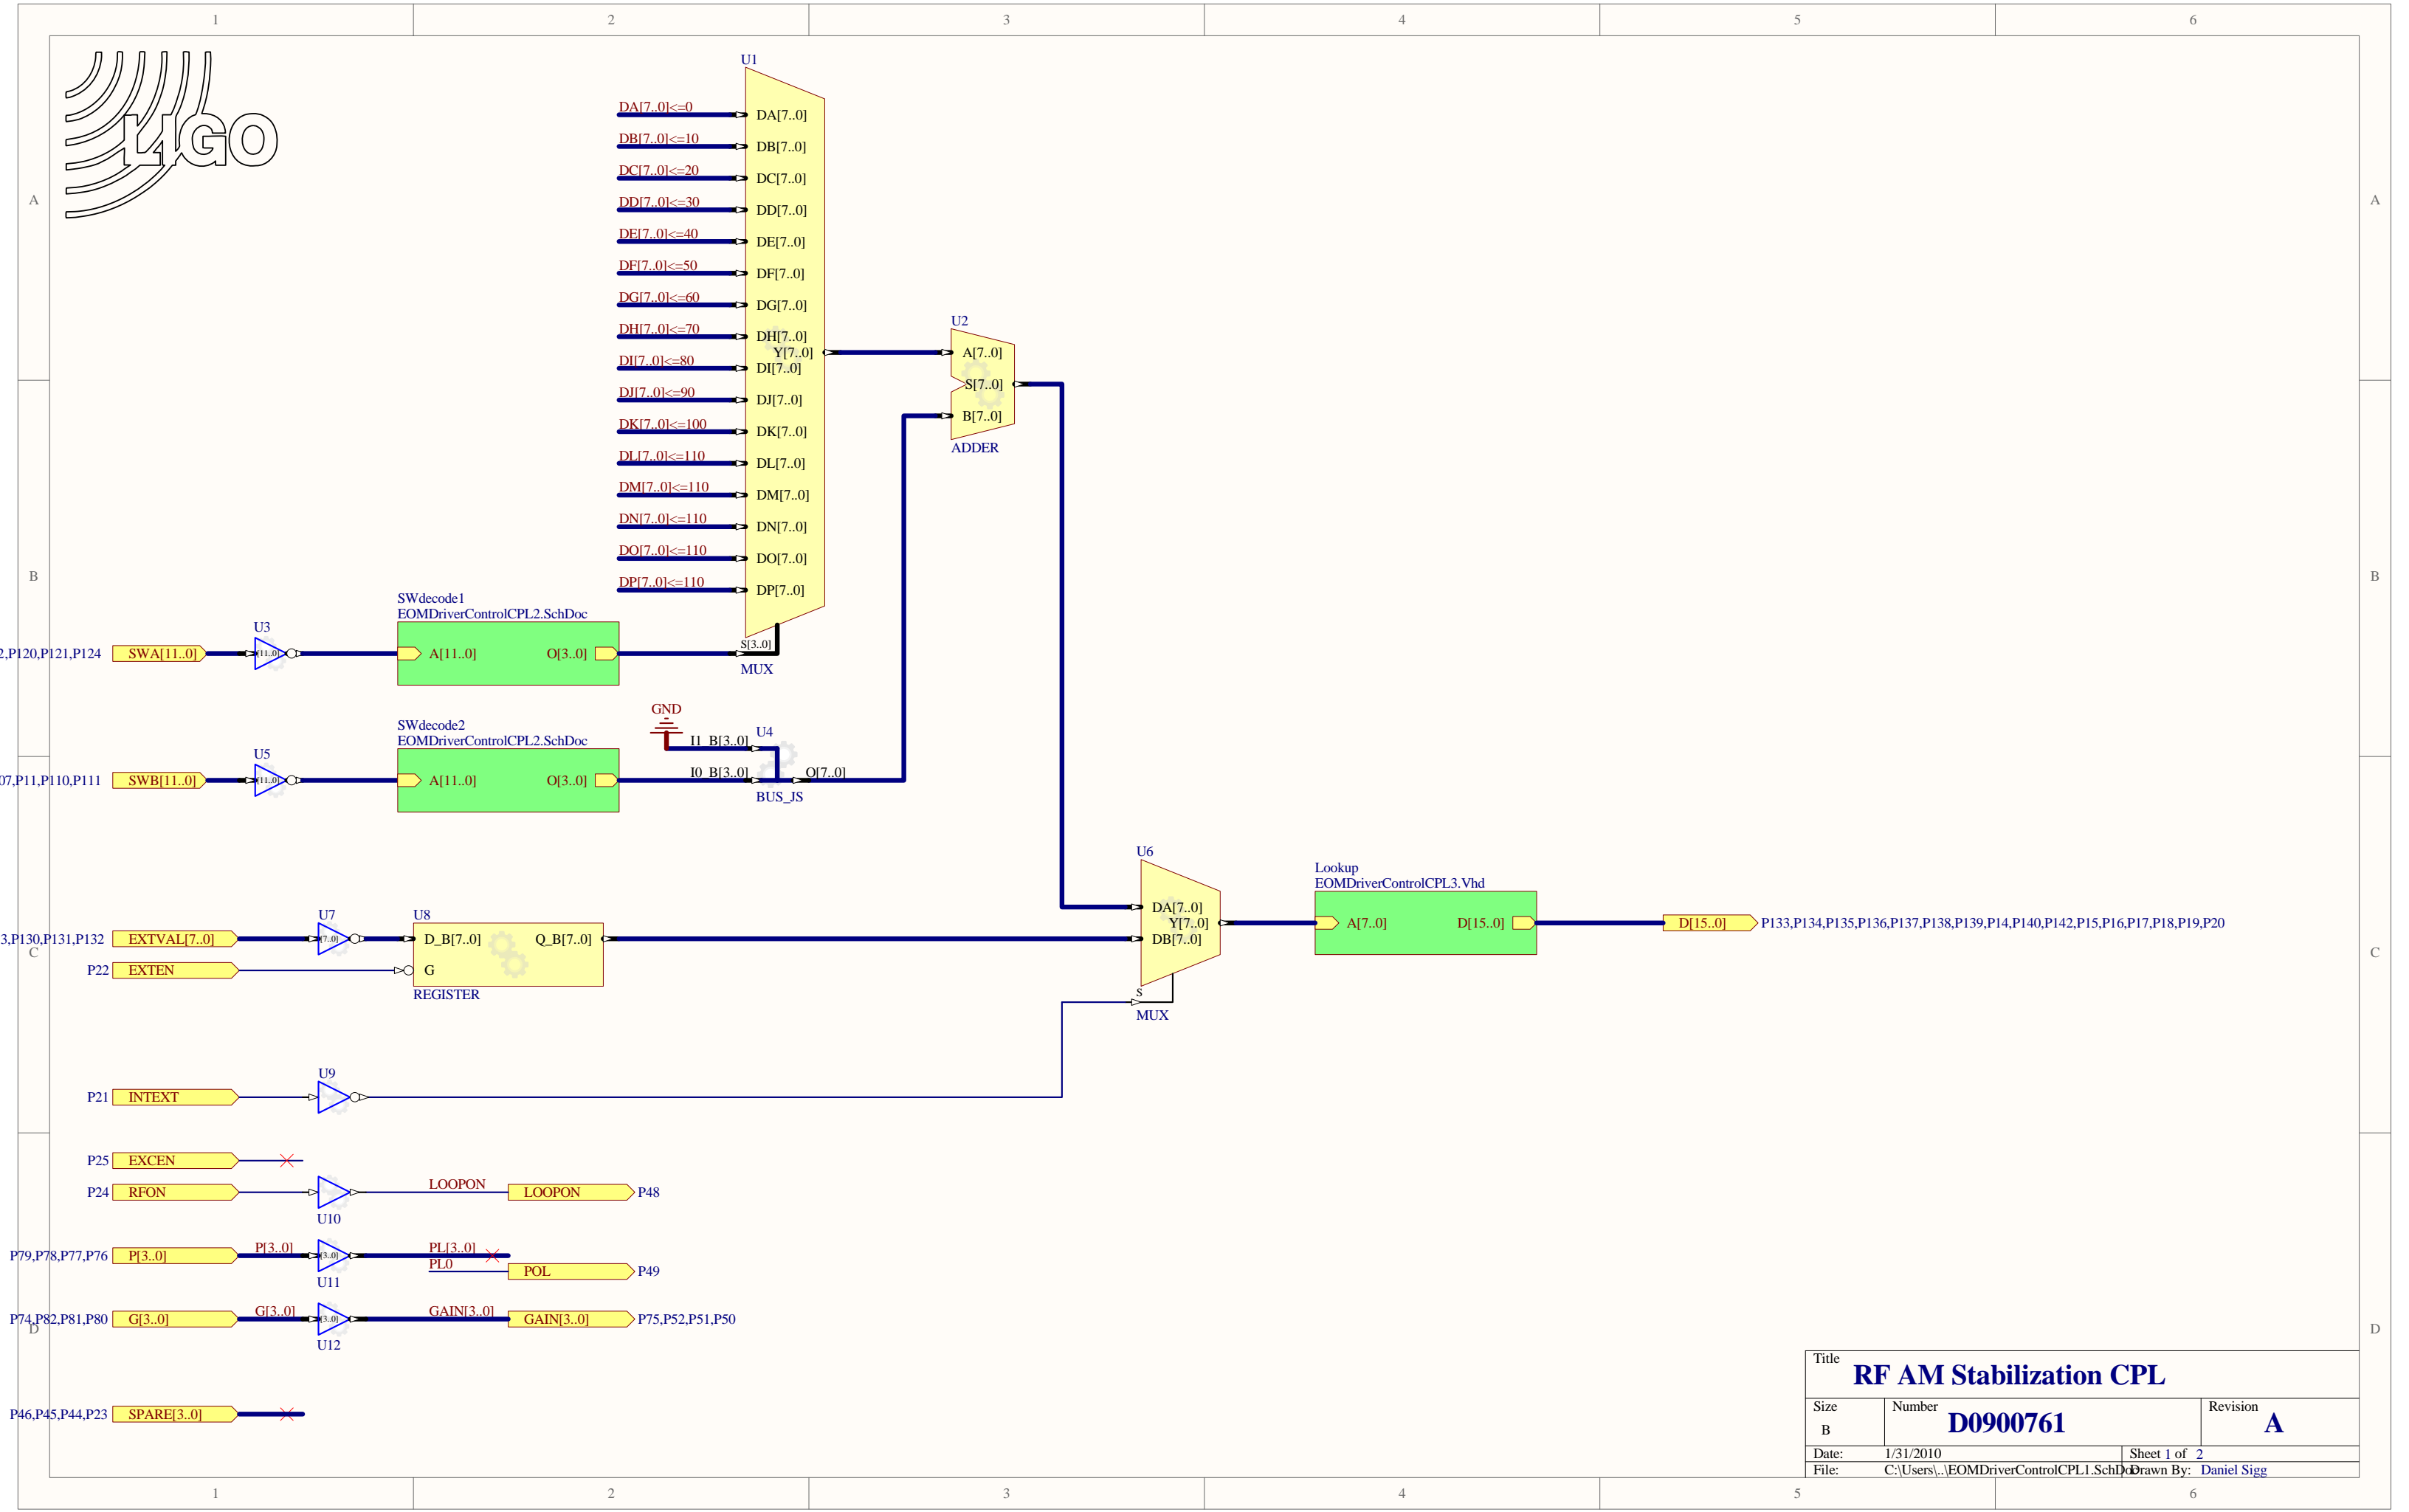 1 2 3 4 5 6
LIGO
U1
DA[7..0]<=0 DA[7..0]
DB[7..0]<=10 DB[7..0]
DC[7..0]<=20 DC[7..0]
A A
DD[7..0]<=30 DD[7..0]
DE[7..0]<=40 DE[7..0]
DF[7..0]<=50 DF[7..0]
DG[7..0]<=60 DG[7..0]
U2
DH[7..0]<=70 DH[7..0]
Y[7..0] A[7..0]
DI[7..0]<=80 DI[7..0]
S[7..0]
DJ[7..0]<=90 DJ[7..0]
B[7..0]
DK[7..0]<=100 DK[7..0]
ADDER
DL[7..0]<=110 DL[7..0]
DM[7..0]<=110 DM[7..0]
DN[7..0]<=110 DN[7..0]
DO[7..0]<=110 DO[7..0]
B B
DP[7..0]<=110 DP[7..0]
SWdecode1
EOMDriverControlCPL2.SchDoc
U3
S[3..0]
2,P120,P121,P124 SWA[11..0] [11..0] A[11..0] O[3..0]
MUX
GND
SWdecode2
EOMDriverControlCPL2.SchDoc
U4
I1_B[3..0]
U5
I0_B[3..0] O[7..0]
07,P11,P110,P111 SWB[11..0] [11..0] A[11..0] O[3..0]
BUS_JS
U6
Lookup
EOMDriverControlCPL3.Vhd
DA[7..0]
U7 U8
Y[7..0] A[7..0] D[15..0] D[15..0] P133,P134,P135,P136,P137,P138,P139,P14,P140,P142,P15,P16,P17,P18,P19,P20
3,P130,P131,P132 EXTVAL[7..0] [7..0] D_B[7..0] Q_B[7..0] DB[7..0]
C C
P22 EXTEN G
REGISTER S
MUX
U9
P21 INTEXT
P25 EXCEN
LOOPON
P24 RFON LOOPON P48
U10
P[3..0] PL[3..0]
P79,P78,P77,P76 P[3..0] [3..0]
PL0
POL P49
U11
G[3..0] GAIN[3..0]
P74,P82,P81,P80 G[3..0] [3..0] GAIN[3..0] P75,P52,P51,P50
D D
U12
P46,P45,P44,P23 SPARE[3..0]
Title
RF AM Stabilization CPL
Size Number Revision
B D0900761 A
Date: 1/31/2010 Sheet 1 of 2
File: C:\Users\..\EOMDriverControlCPL1.SchDoc Drawn By: Daniel Sigg
1 2 3 4 5 6